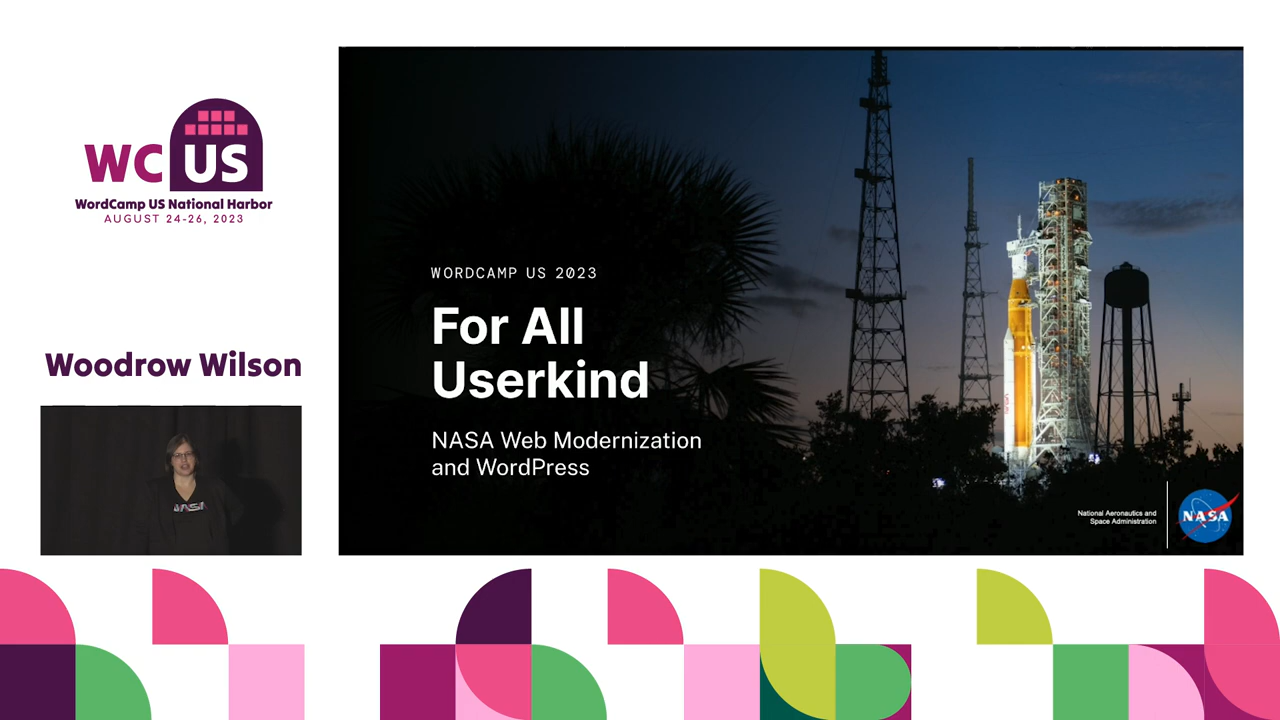 WC US
WordCamp US National Harbor
AUGUST 24-26, 2023
Woodrow Wilson
NASA
WORDCAMP US 2023
For All
Userkind
NASA Web Modernization
and WordPress
National Aeronautics and
Space Administration
NASA